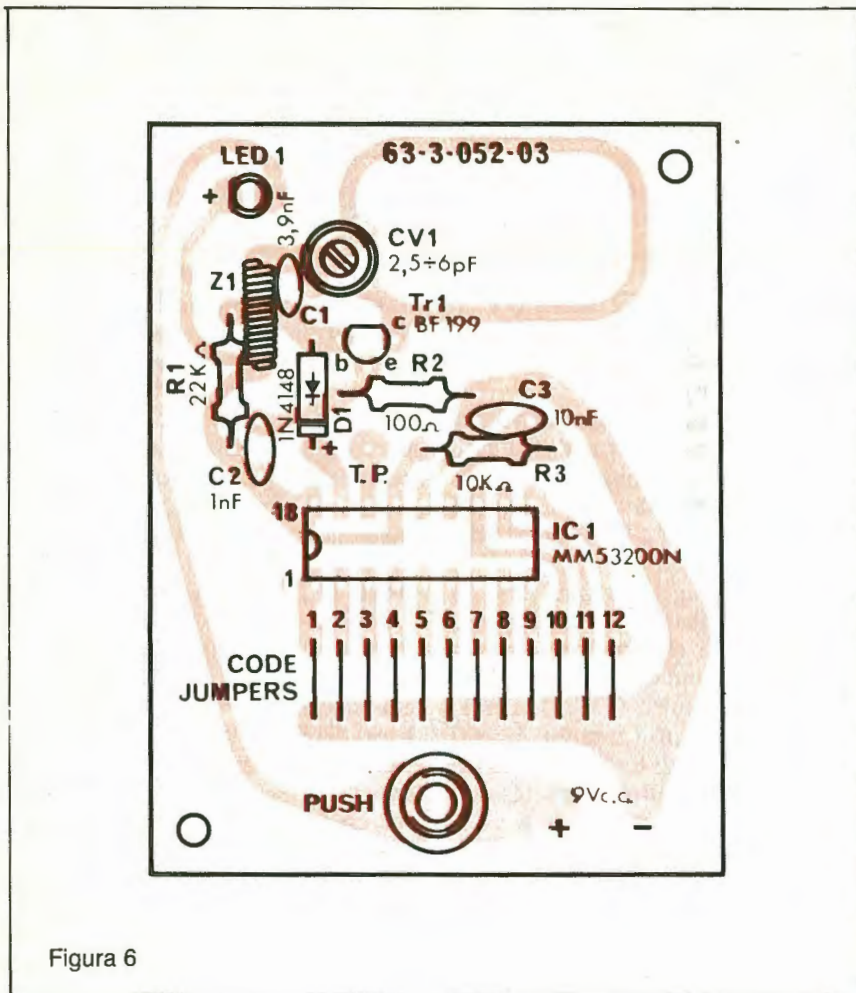 LED 1
63-3-052-03
+
3,9nF
CV1
2,5÷6pF
Z1
C1
Tr1
c BF 199
b
e
R2
R1
22KΩ
1N4148
D1
+
100Ω
C3
10nF
C2
1nF
T.P.
10KΩ
R3
18
IC 1
MM53200N
1
1 2 3 4 5 6 7 8 9 10 11 12
CODE
JUMPERS
PUSH
9Vc.c.
+ −
Figura 6